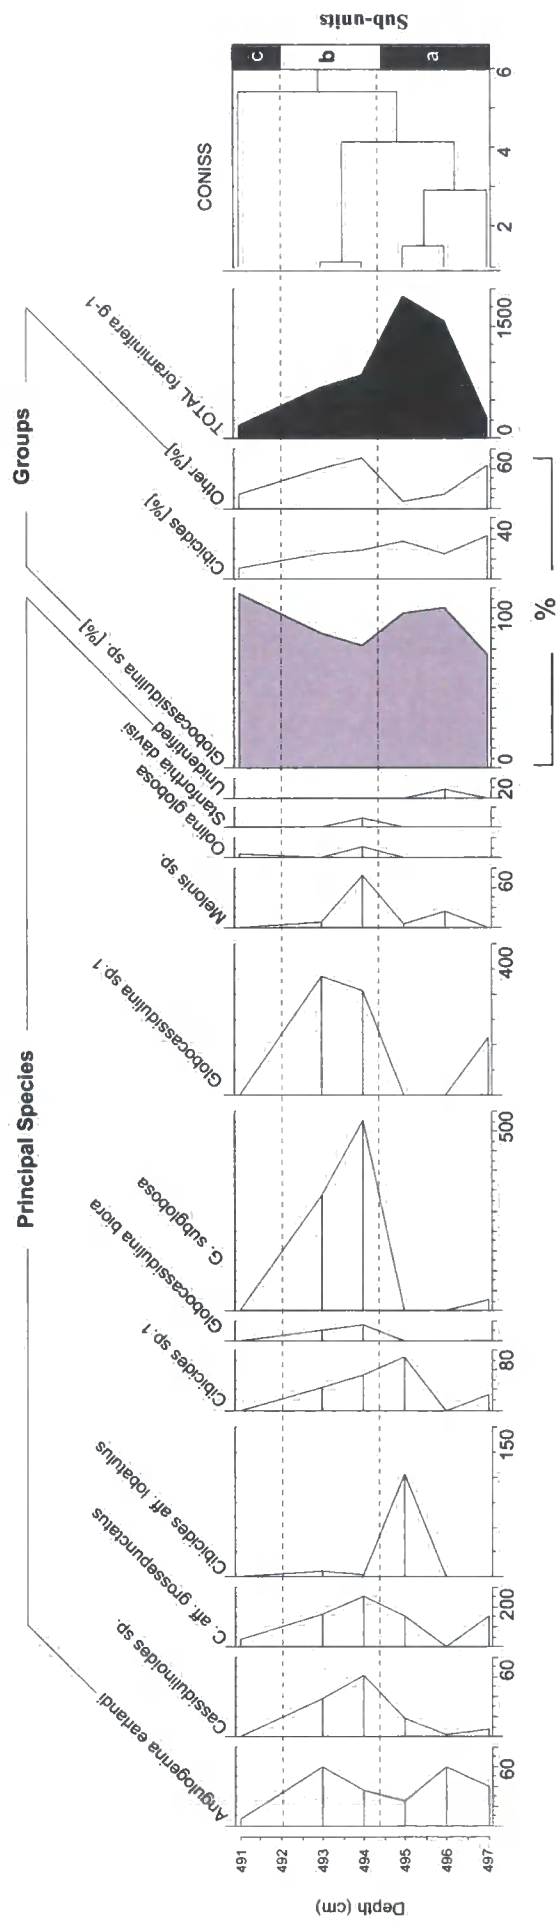 Principal Species
Groups
Angulogerina earlandi
Cassidulinoides sp.
C. aff. grossepunctatus
Cibicides aff. lobatulus
Cibicides sp.1
Globocassidulina biora
G. subglobosa
Globocassidulina sp.1
Melonis sp.
Oolina globosa
Stanforthia davisi
Unidentified
Globocassidulina sp. [%]
Cibicides [%]
Other [%]
TOTAL foraminifera g-1
CONISS
Sub-units
c
b
a
Depth (cm)
491
492
493
494
495
496
497
60
60
200
150
80
500
400
60
20
0
100
40
60
0
1500
2
4
6
%